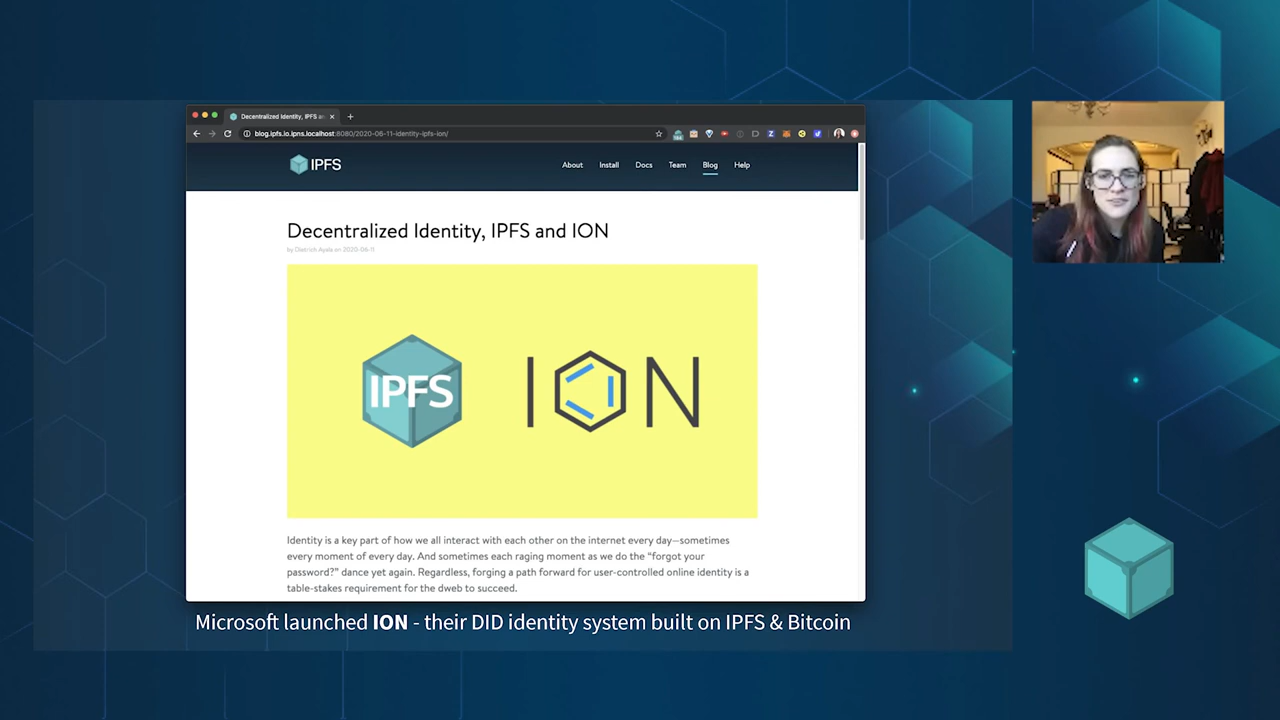 Decentralized Identity, IPFS an
blog.ipfs.io.ipns.localhost:8080/2020-06-11-identity-ipfs-ion/
IPFS
About Install Docs Team Blog Help
Decentralized Identity, IPFS and ION
by Dietrich Ayala on 2020-06-11
IPFS
ION
Identity is a key part of how we all interact with each other on the internet every day—sometimes
every moment of every day. And sometimes each raging moment as we do the “forgot your
password?” dance yet again. Regardless, forging a path forward for user-controlled online identity is a
table-stakes requirement for the dweb to succeed.
Microsoft launched ION - their DID identity system built on IPFS & Bitcoin